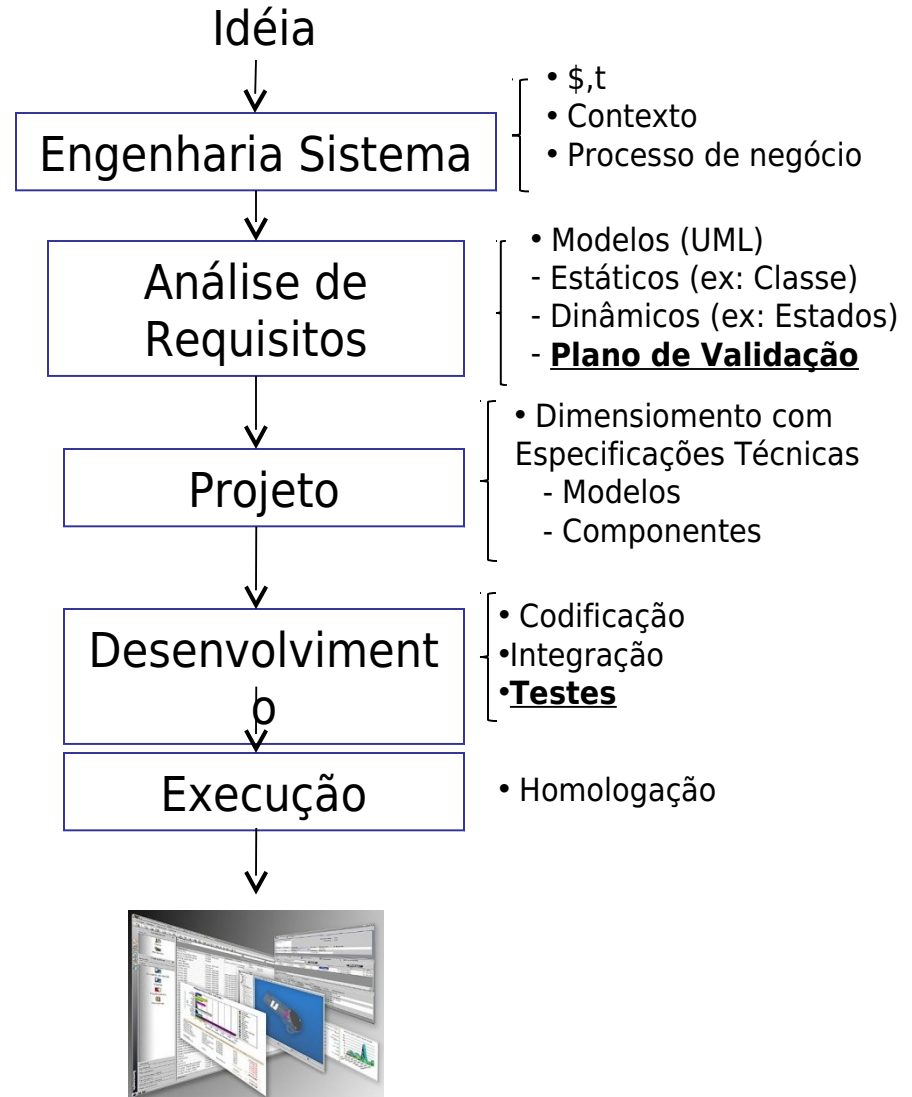 Idéia
• $,t
• Contexto
• Processo de negócio
Engenharia Sistema
• Modelos (UML)
- Estáticos (ex: Classe)
- Dinâmicos (ex: Estados)
- Plano de Validação
Análise de
Requisitos
• Dimensiomento com
Especificações Técnicas
- Modelos
- Componentes
Projeto
• Codificação
•Integração
•Testes
Desenvolviment
o
Execução
• Homologação